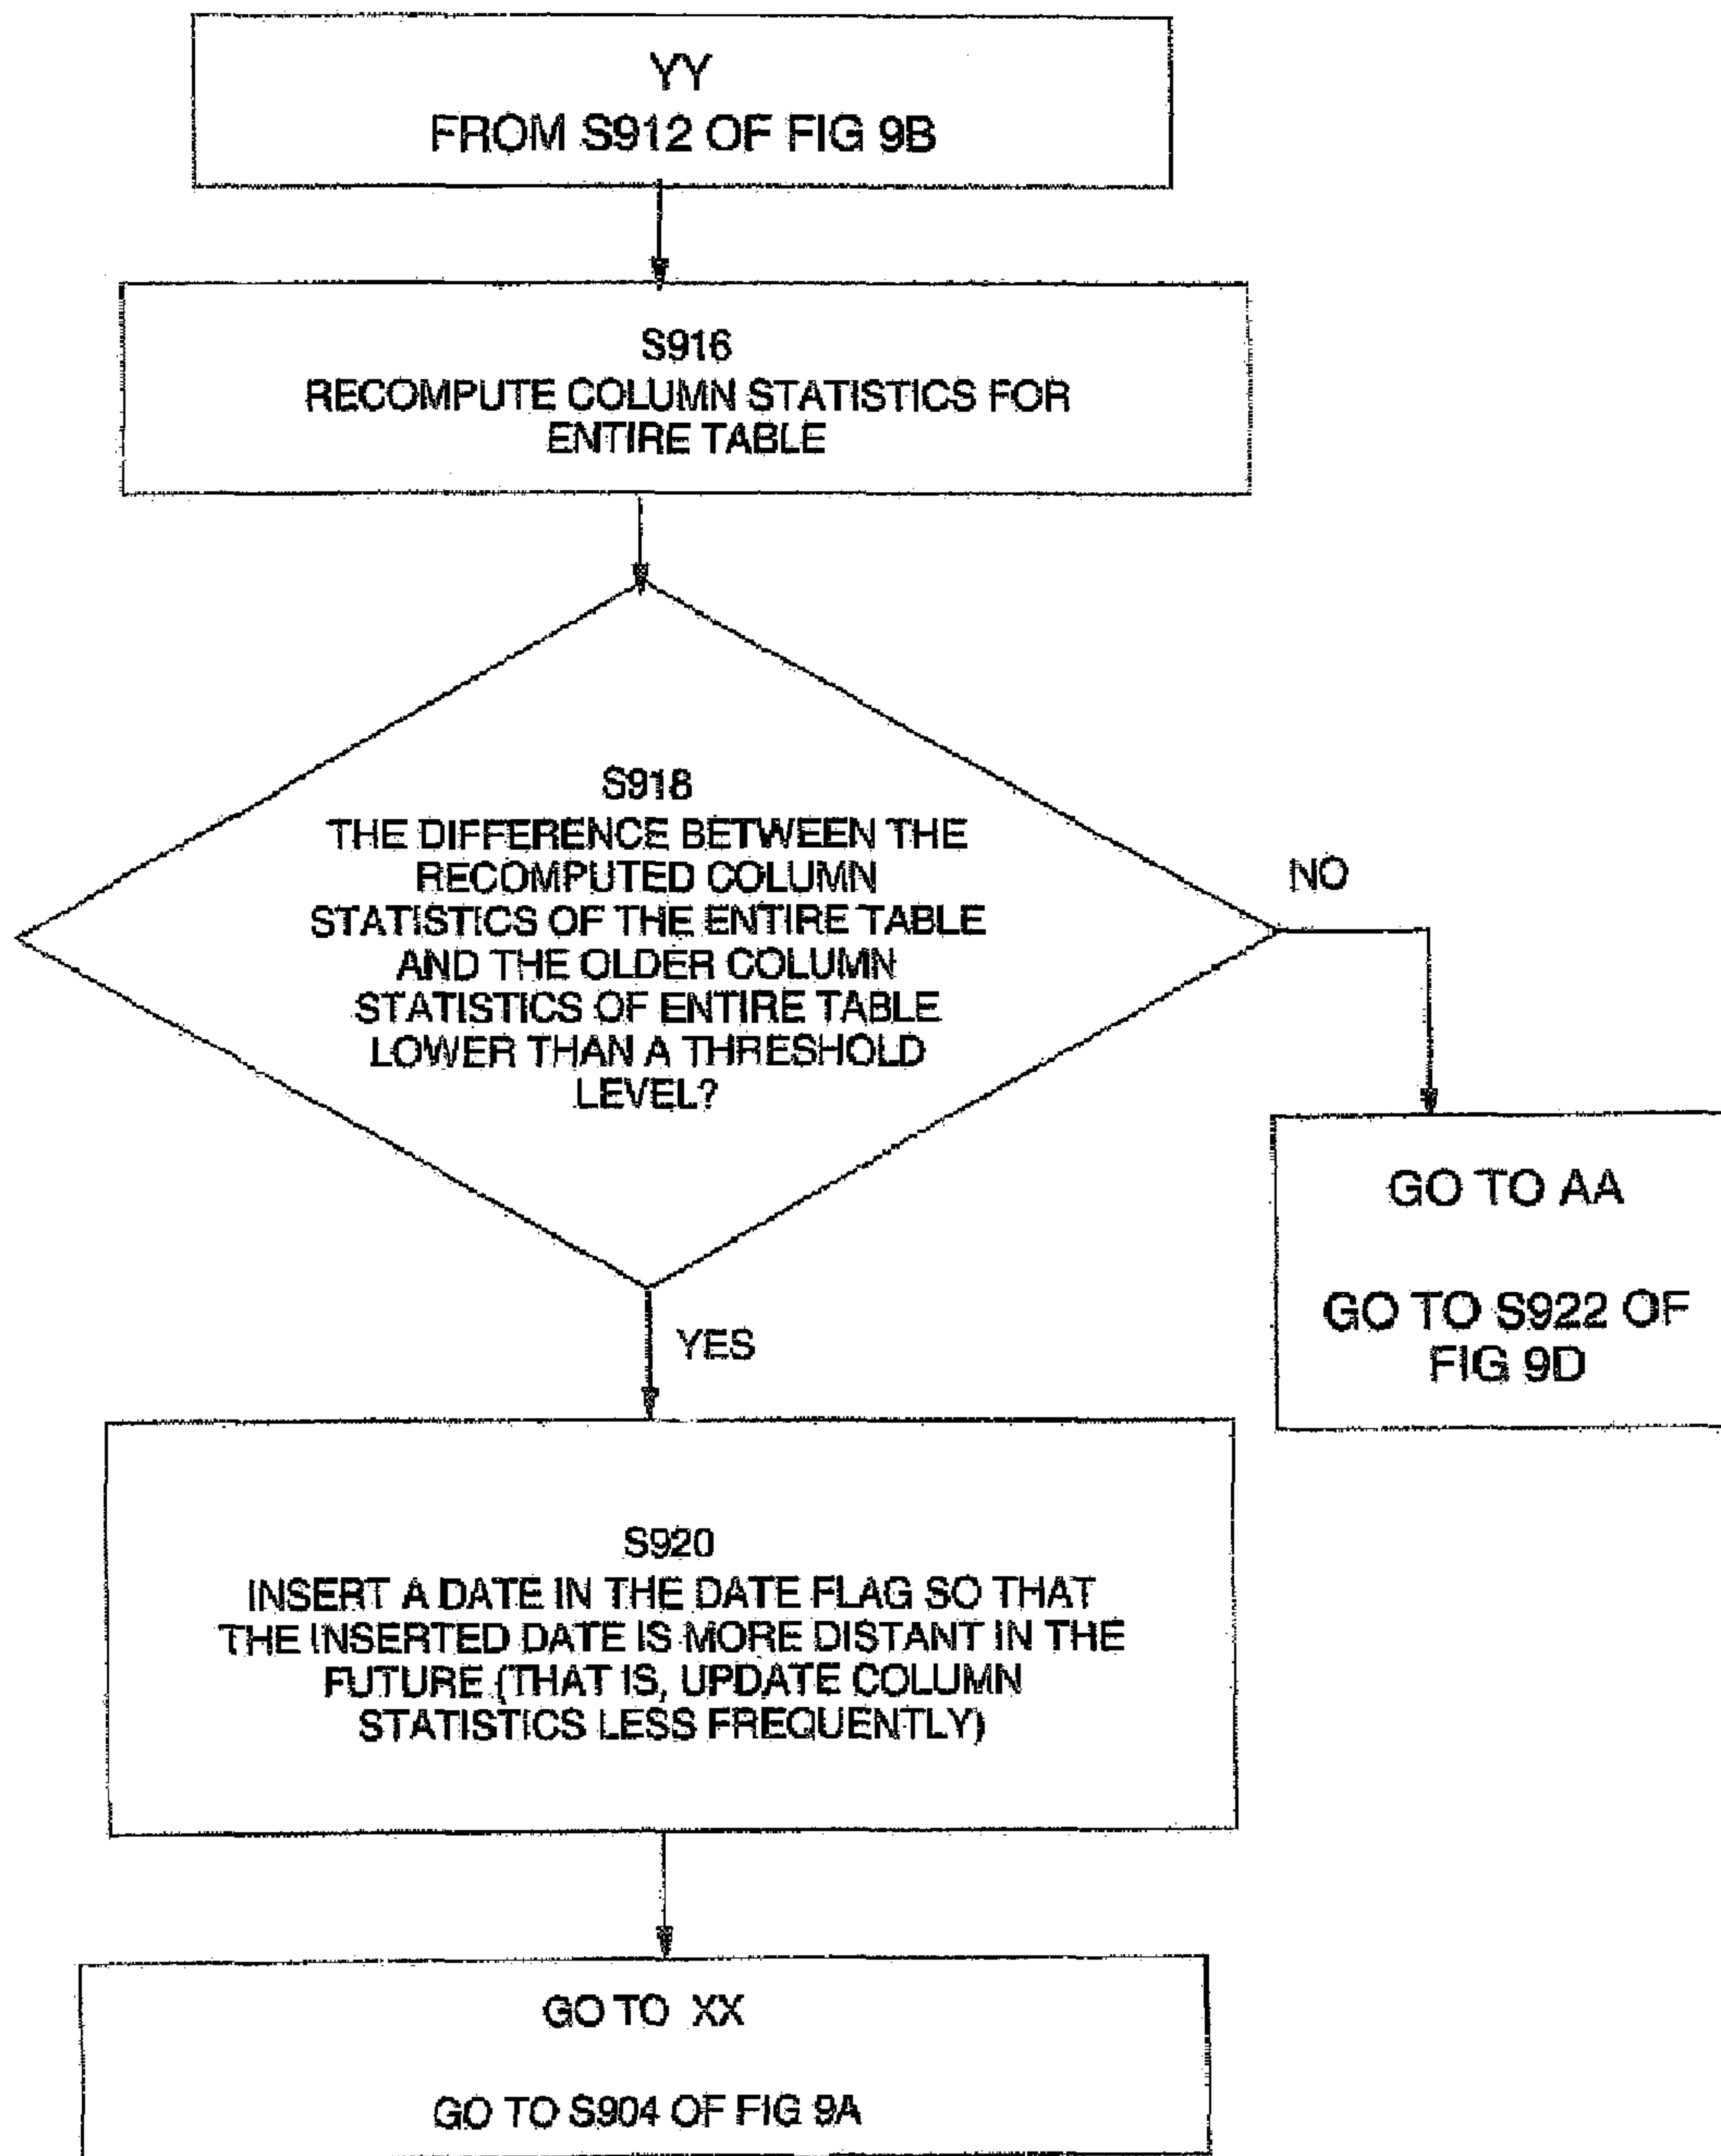 YY
FROM S912 OF FIG 9B
S916
RECOMPUTE COLUMN STATISTICS FOR
ENTIRE TABLE
S918
THE DIFFERENCE BETWEEN THE
RECOMPUTED COLUMN
STATISTICS OF THE ENTIRE TABLE
AND THE OLDER COLUMN
STATISTICS OF ENTIRE TABLE
LOWER THAN A THRESHOLD
LEVEL?
NO
GO TO AA
GO TO S922 OF
FIG 9D
YES
S920
INSERT A DATE IN THE DATE FLAG SO THAT
THE INSERTED DATE IS MORE DISTANT IN THE
FUTURE (THAT IS, UPDATE COLUMN
STATISTICS LESS FREQUENTLY)
GO TO XX
GO TO S904 OF FIG 9A